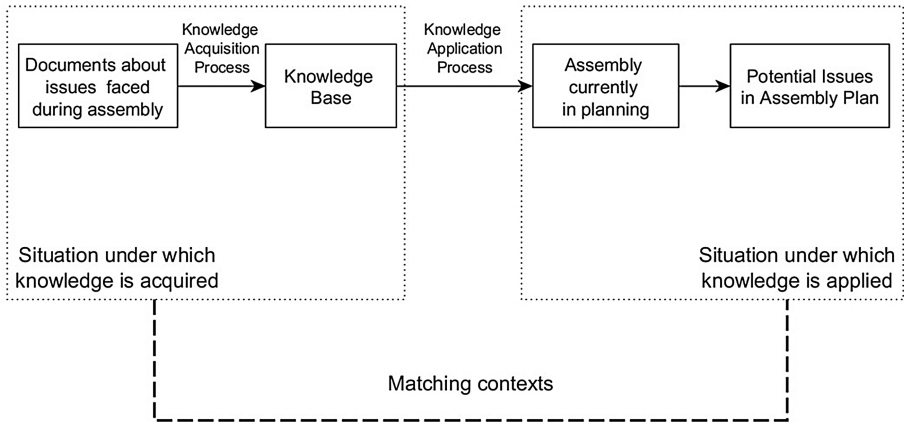 Knowledge
Acquisition
Process
Knowledge
Application
Process
Documents about
issues faced
during assembly
Knowledge
Base
Assembly
currently
in planning
Potential Issues
in Assembly Plan
Situation under which
knowledge is acquired
Situation under which
knowledge is applied
Matching contexts